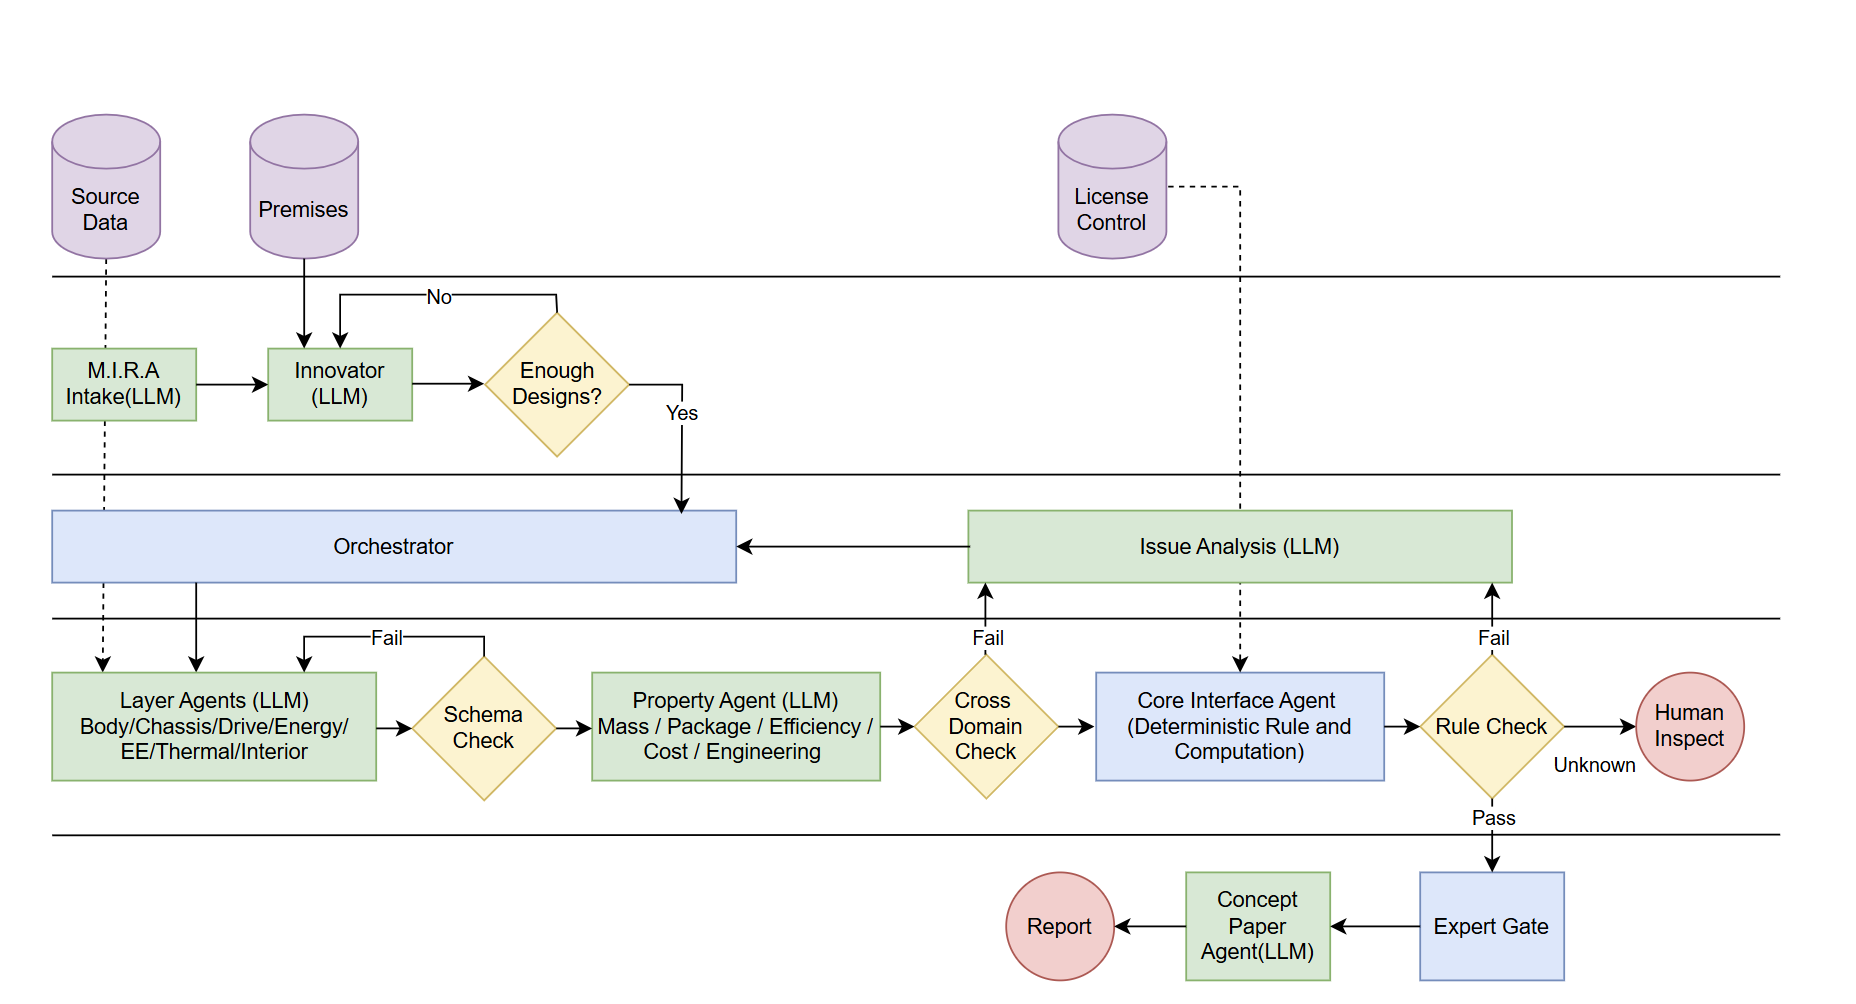 Source
Data
Premises
License
Control
No
M.I.R.A
Intake(LLM)
Innovator
(LLM)
Enough
Designs?
Yes
Orchestrator
Issue Analysis (LLM)
Fail
Fail
Fail
Layer Agents (LLM)
Body/Chassis/Drive/Energy/
EE/Thermal/Interior
Schema
Check
Property Agent (LLM)
Mass / Package / Efficiency /
Cost / Engineering
Cross
Domain
Check
Core Interface Agent
(Deterministic Rule and
Computation)
Rule Check
Human
Inspect
Unknown
Pass
Report
Concept
Paper
Agent(LLM)
Expert Gate